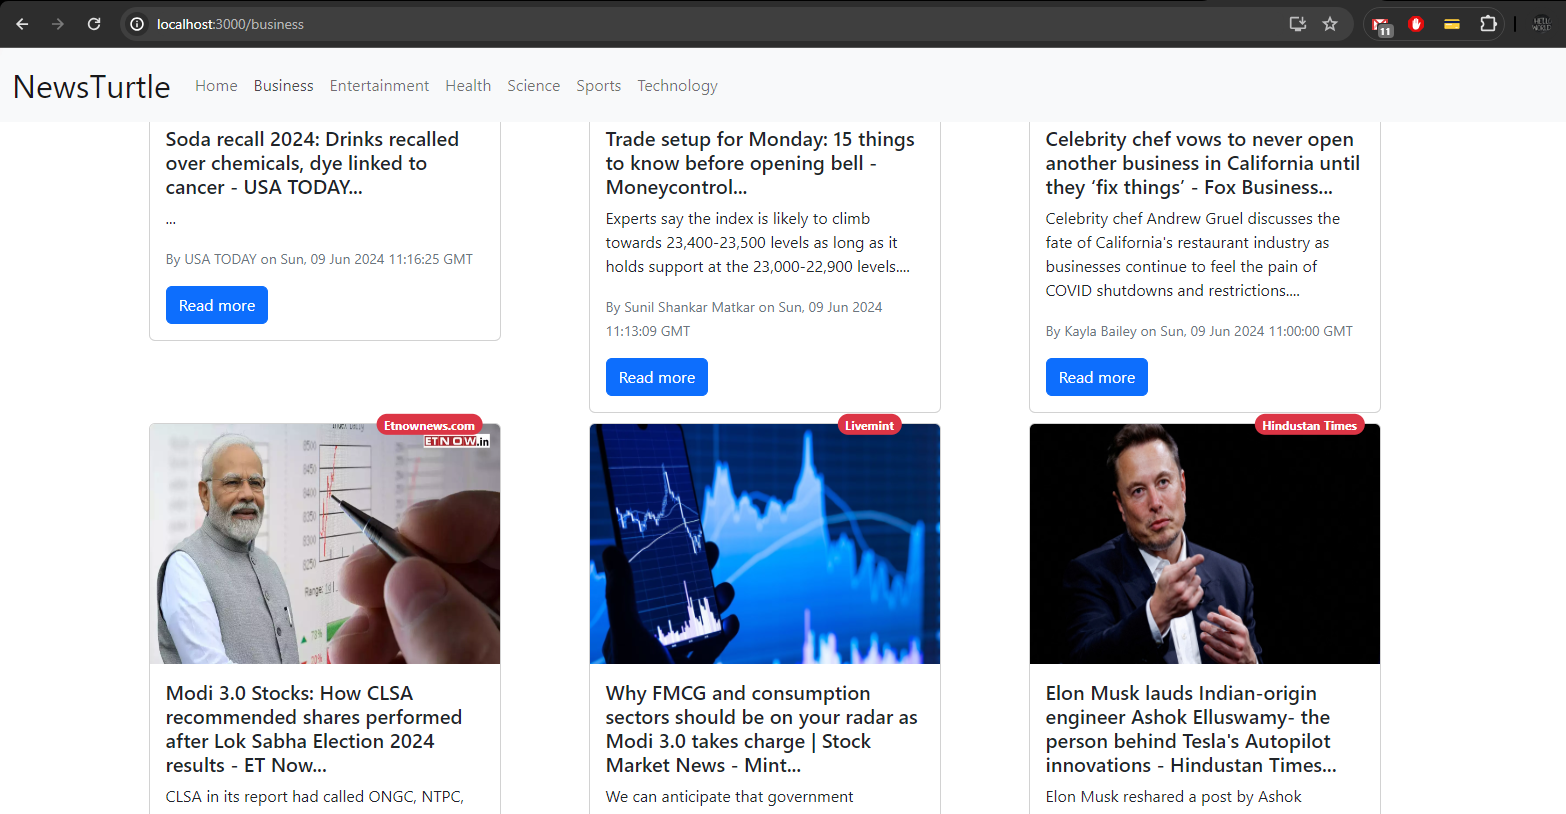 localhost:3000/business
11
HELLO
WORLD
NewsTurtle Home Business Entertainment Health Science Sports Technology
Soda recall 2024: Drinks recalled
over chemicals, dye linked to
cancer - USA TODAY...
...
By USA TODAY on Sun, 09 Jun 2024 11:16:25 GMT
Read more
Trade setup for Monday: 15 things
to know before opening bell -
Moneycontrol...
Experts say the index is likely to climb
towards 23,400-23,500 levels as long as it
holds support at the 23,000-22,900 levels....
By Sunil Shankar Matkar on Sun, 09 Jun 2024
11:13:09 GMT
Read more
Celebrity chef vows to never open
another business in California until
they ‘fix things’ - Fox Business...
Celebrity chef Andrew Gruel discusses the
fate of California's restaurant industry as
businesses continue to feel the pain of
COVID shutdowns and restrictions....
By Kayla Bailey on Sun, 09 Jun 2024 11:00:00 GMT
Read more
Etnownews.com
ETNOW.in
8500
8400
8300
8250
Range:
Modi 3.0 Stocks: How CLSA
recommended shares performed
after Lok Sabha Election 2024
results - ET Now...
CLSA in its report had called ONGC, NTPC,
Livemint
Why FMCG and consumption
sectors should be on your radar as
Modi 3.0 takes charge | Stock
Market News - Mint...
We can anticipate that government
Hindustan Times
Elon Musk lauds Indian-origin
engineer Ashok Elluswamy- the
person behind Tesla's Autopilot
innovations - Hindustan Times...
Elon Musk reshared a post by Ashok